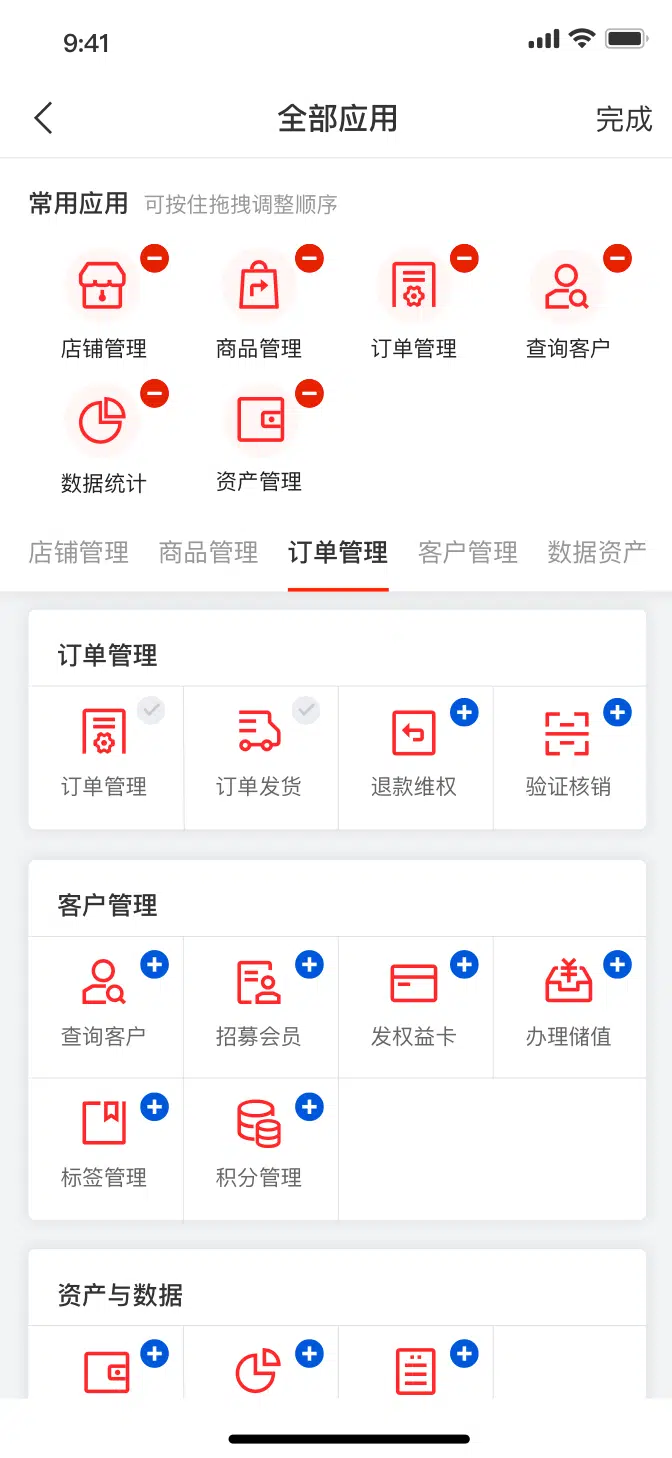 9:41
全部应用
完成
常用应用 可按住拖拽调整顺序
店铺管理 商品管理 订单管理 查询客户
数据统计 资产管理
店铺管理 商品管理 订单管理 客户管理 数据资产
订单管理
订单管理 订单发货 退款维权 验证核销
客户管理
查询客户 招募会员 发权益卡 办理储值
标签管理 积分管理
资产与数据